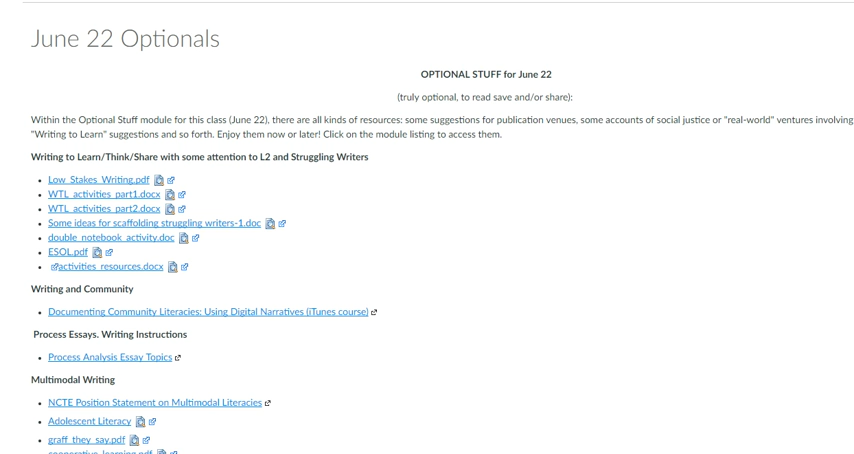 June 22 Optionals
OPTIONAL STUFF for June 22
(truly optional, to read save and/or share):
Within the Optional Stuff module for this class (June 22), there are all kinds of resources: some suggestions for publication venues, some accounts of social justice or "real-world" ventures involving
"Writing to Learn" suggestions and so forth. Enjoy them now or later! Click on the module listing to access them.
Writing to Learn/Think/Share with some attention to L2 and Struggling Writers
Low_Stakes_Writing.pdf
WTL_activities_part1.docx
WTL_activities_part2.docx
Some ideas for scaffolding struggling writers-1.doc
double_notebook_activity.doc
ESOL.pdf
activities_resources.docx
Writing and Community
Documenting Community Literacies: Using Digital Narratives (iTunes course)
Process Essays. Writing Instructions
Process Analysis Essay Topics
Multimodal Writing
NCTE Position Statement on Multimodal Literacies
Adolescent Literacy
graff_they_say.pdf
cooperative_learning.pdf